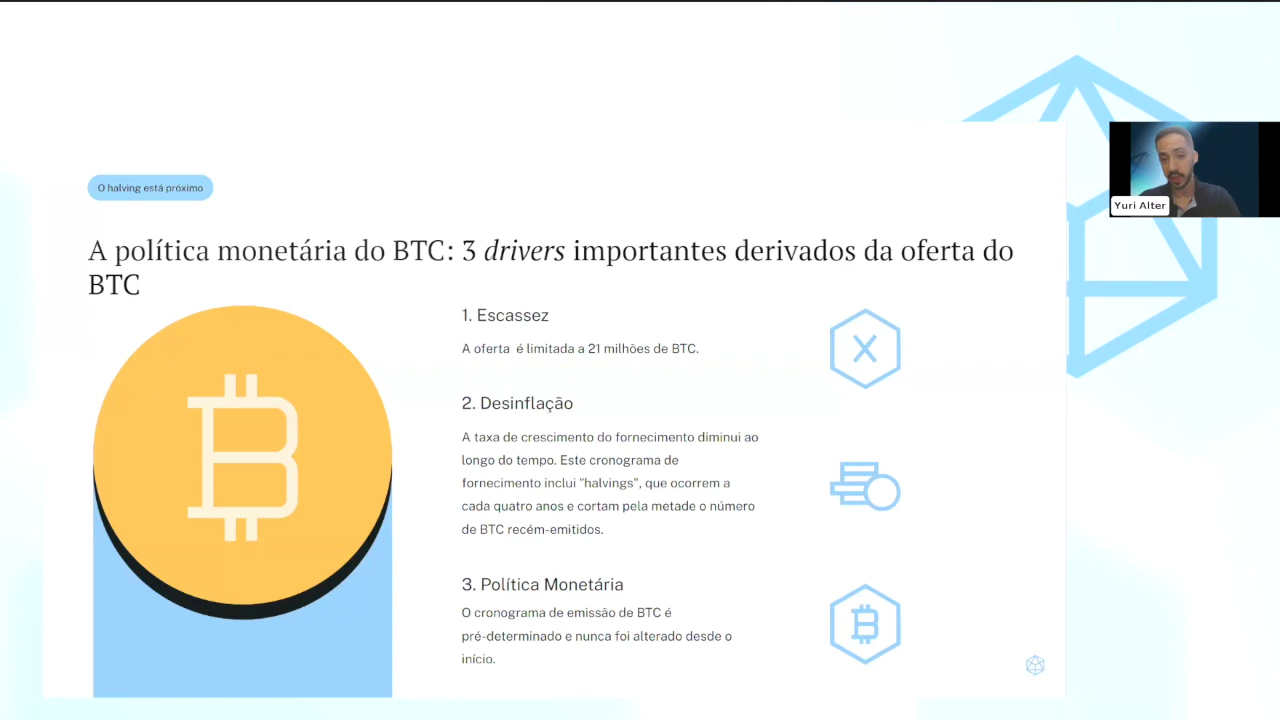 O halving está próximo
A política monetária do BTC: 3 drivers importantes derivados da oferta do
BTC
1. Escassez
A oferta é limitada a 21 milhões de BTC.
2. Desinflação
A taxa de crescimento do fornecimento diminui ao
longo do tempo. Este cronograma de
fornecimento inclui "halvings", que ocorrem a
cada quatro anos e cortam pela metade o número
de BTC recém-emitidos.
3. Política Monetária
O cronograma de emissão de BTC é
pré-determinado e nunca foi alterado desde o
início.
Yuri Alter